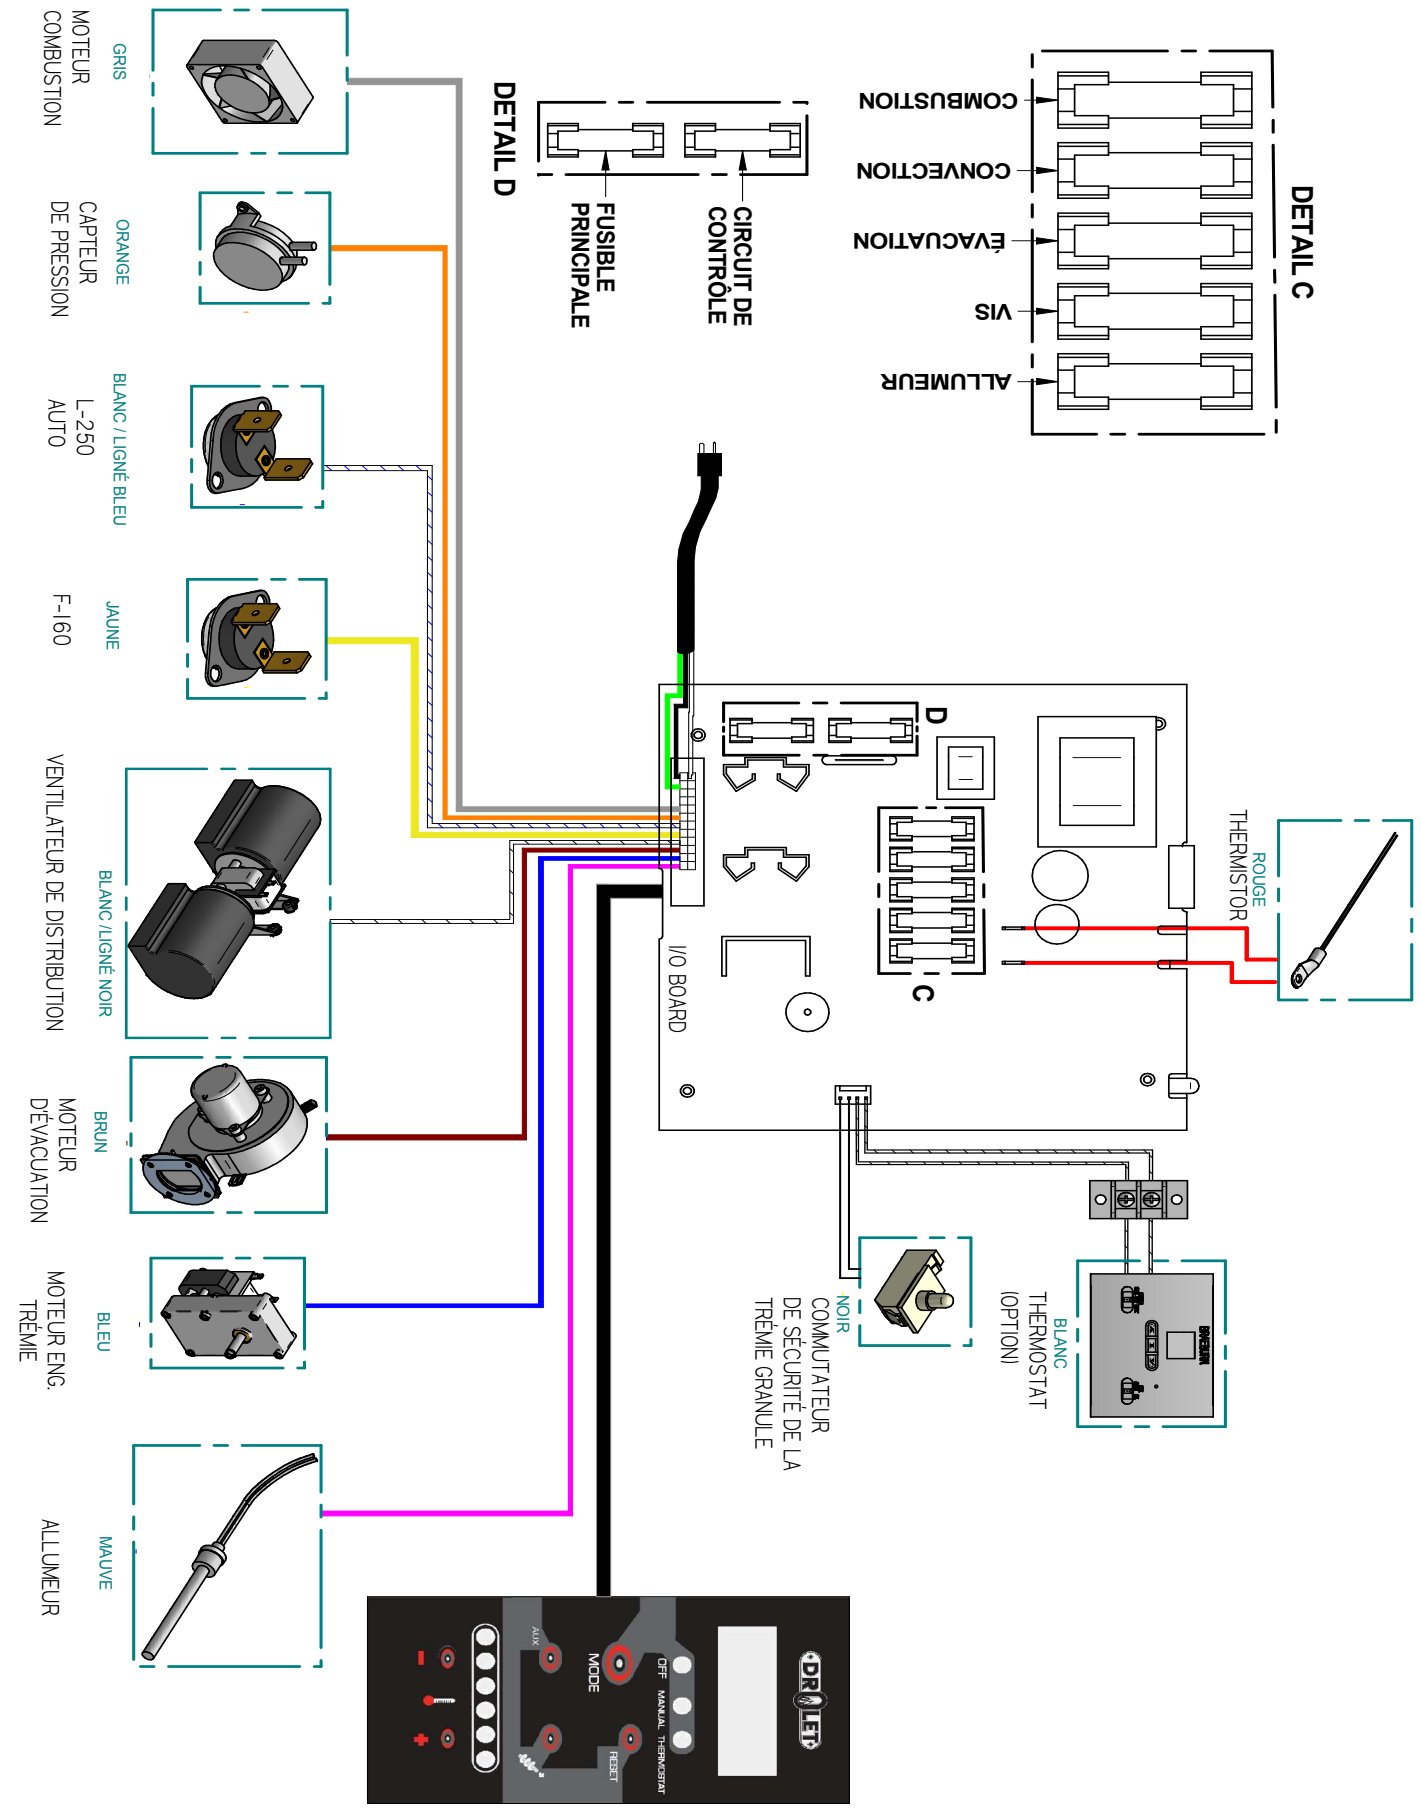 MOTEUR
COMBUSTION
GRIS
CAPTEUR
DE PRESSION
ORANGE
L-250
AUTO
BLANC / LIGNÉ BLEU
F-160
JAUNE
VENTILATEUR DE DISTRIBUTION
BLANC /LIGNÉ NOIR
MOTEUR
D'ÉVACUATION
BRUN
MOTEUR ENG.
TRÉMIE
BLEU
ALLUMEUR
MAUVE
DETAIL D
FUSIBLE
PRINCIPALE
CIRCUIT DE
CONTRÔLE
DETAIL C
COMBUSTION
CONVECTION
ÉVACUATION
VIS
ALLUMEUR
D
C
I/O BOARD
THERMISTOR
ROUGE
BLANC
THERMOSTAT
(OPTION)
BRAEBURN.
NOIR
COMMUTATEUR
DE SÉCURITÉ DE LA
TRÉMIE GRANULE
DROLET
OFF
MANUAL
THERMOSTAT
MODE
RESET
AUX